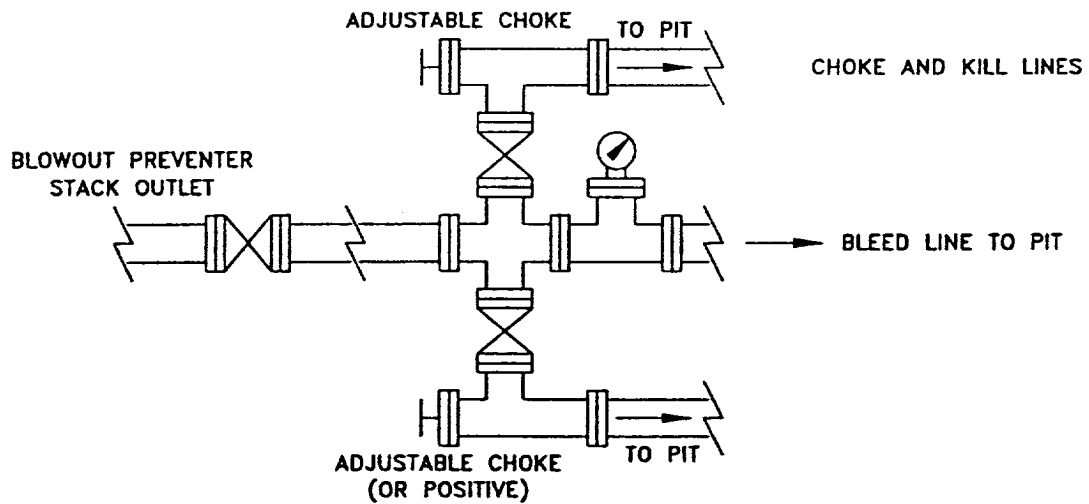 ADJUSTABLE CHOKE
TO PIT
CHOKE AND KILL LINES
BLOWOUT PREVENTER
STACK OUTLET
BLEED LINE TO PIT
TO PIT
ADJUSTABLE CHOKE
(OR POSITIVE)